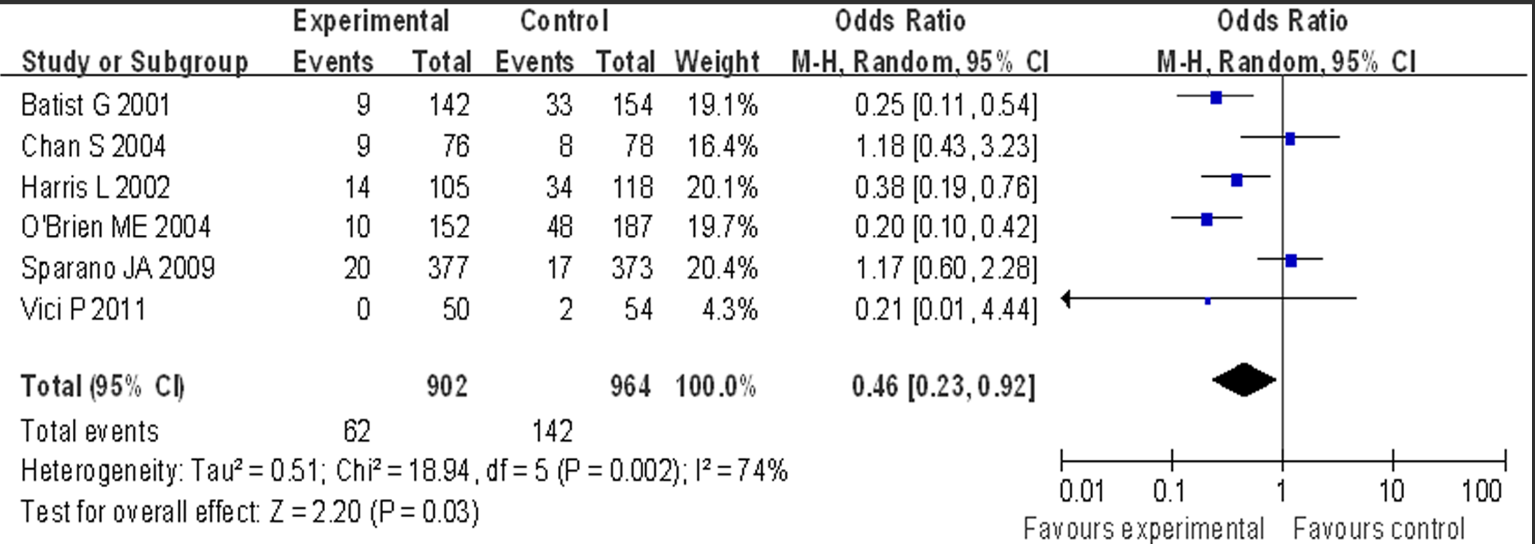 Experimental Control Odds Ratio Odds Ratio
Study or Subgroup Events Total Events Total Weight M-H, Random, 95% CI M-H, Random, 95% CI
Batist G 2001 9 142 33 154 19.1% 0.25 [0.11, 0.54]
Chan S 2004 9 76 8 78 16.4% 1.18 [0.43, 3.23]
Harris L 2002 14 105 34 118 20.1% 0.38 [0.19, 0.76]
O'Brien ME 2004 10 152 48 187 19.7% 0.20 [0.10, 0.42]
Sparano JA 2009 20 377 17 373 20.4% 1.17 [0.60, 2.28]
Vici P 2011 0 50 2 54 4.3% 0.21 [0.01, 4.44]
Total (95% CI) 902 964 100.0% 0.46 [0.23, 0.92]
Total events 62 142
Heterogeneity: Tau² = 0.51; Chi² = 18.94, df = 5 (P = 0.002); I² = 74%
Test for overall effect: Z = 2.20 (P = 0.03)
0.01 0.1 1 10 100
Favours experimental Favours control